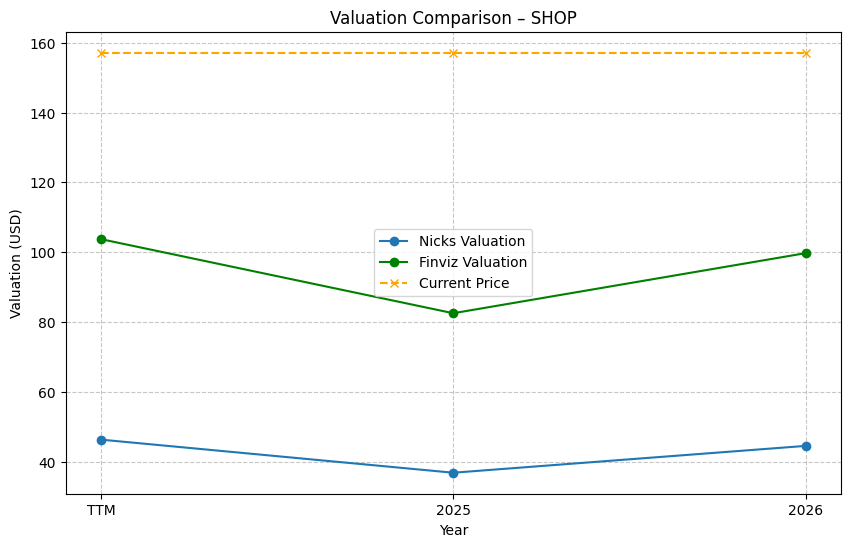 Valuation Comparison – SHOP
160
140
120
100
80
60
40
Valuation (USD)
Nicks Valuation
Finviz Valuation
Current Price
TTM 2025 2026
Year